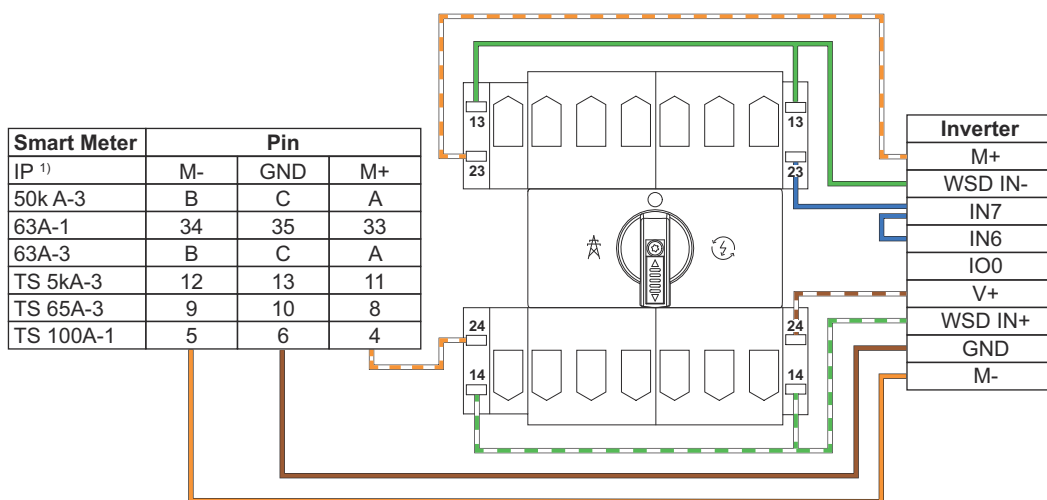 Smart Meter Pin
IP 1) M- GND M+
50k A-3 B C A
63A-1 34 35 33
63A-3 B C A
TS 5kA-3 12 13 11
TS 65A-3 9 10 8
TS 100A-1 5 6 4
13 13
23 23
24 24
14 14
Inverter
M+
WSD IN-
IN7
IN6
IO0
V+
WSD IN+
GND
M-